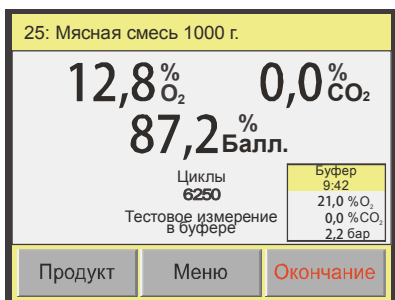 25: Мясная смесь 1000 г.
12,8 % O₂ 0,0 % CO₂
87,2 % Балл.
Циклы
6250
Тестовое измерение
в буфере
Буфер
9:42
21,0 %O₂
0,0 %CO₂
2,2 бар
Продукт Меню Окончание